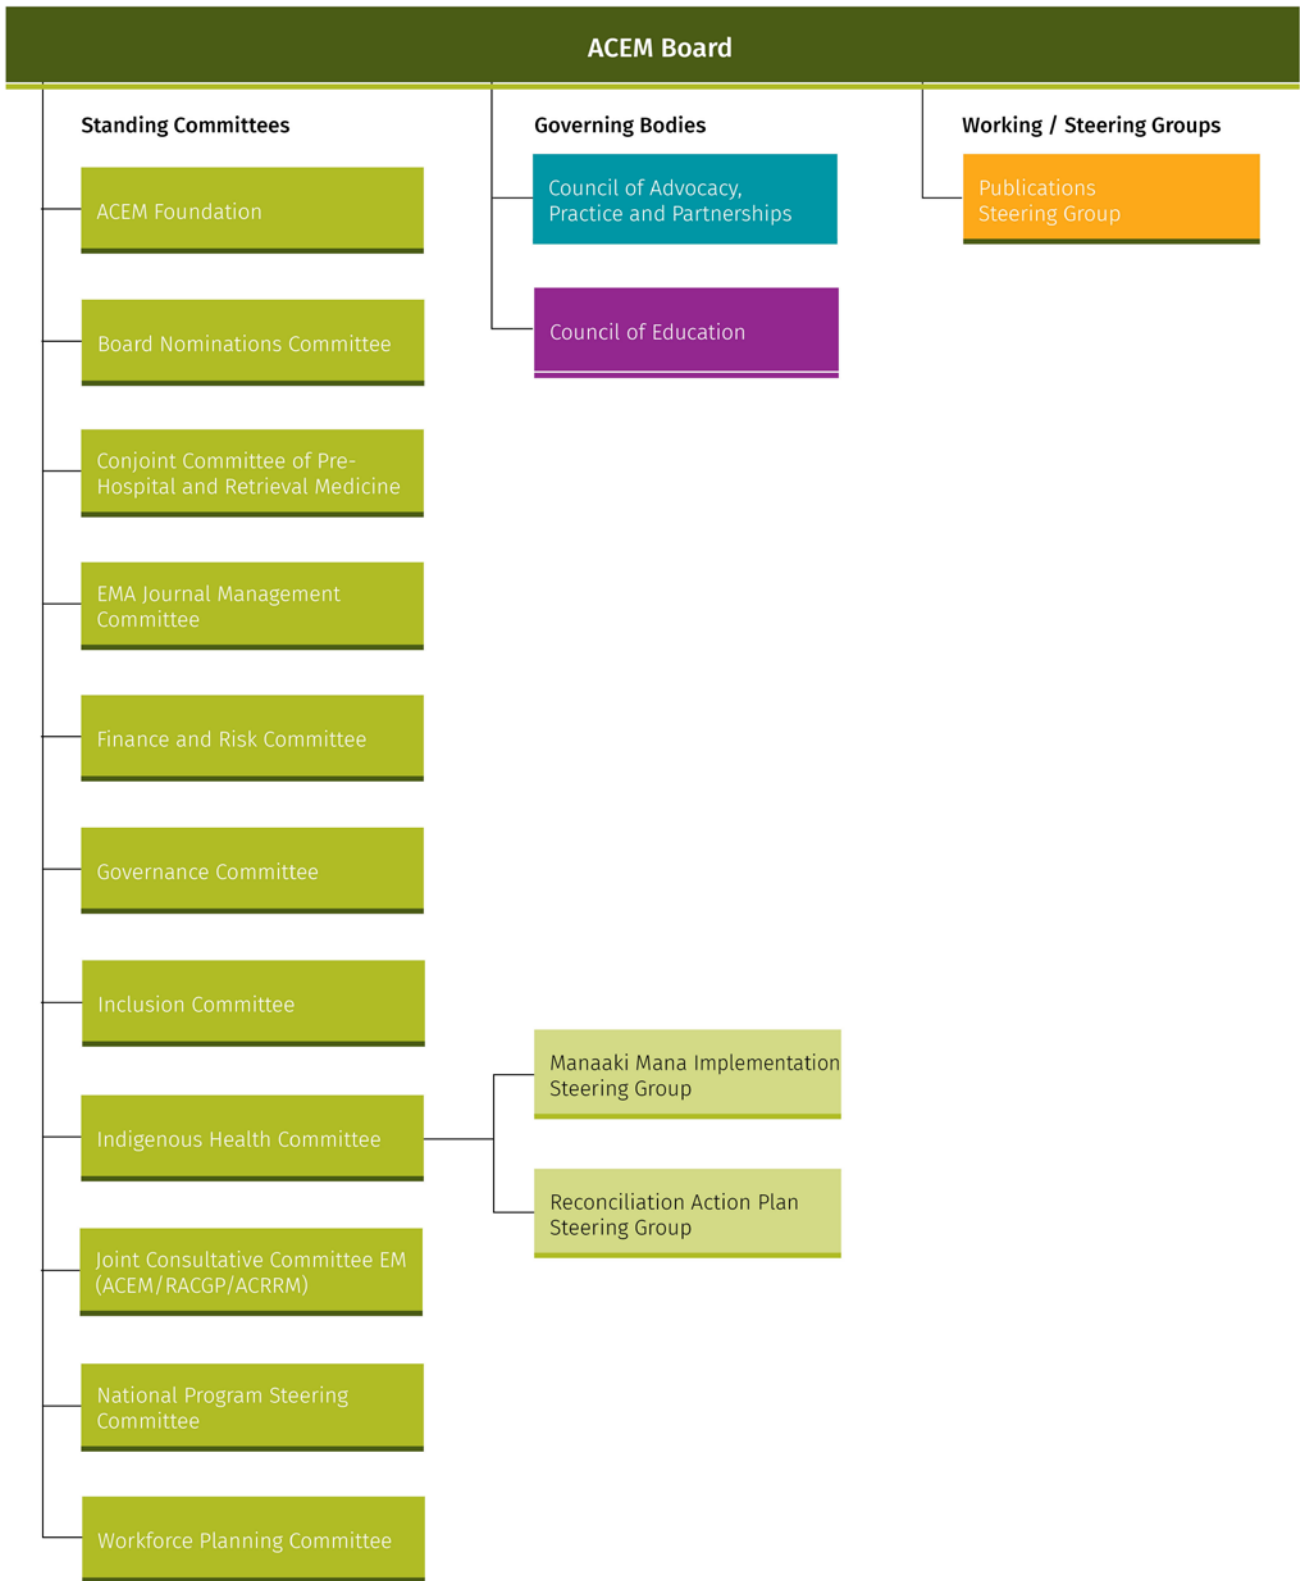 ACEM Board
Standing Committees
ACEM Foundation
Board Nominations Committee
Conjoint Committee of Pre-
Hospital and Retrieval Medicine
EMA Journal Management
Committee
Finance and Risk Committee
Governance Committee
Inclusion Committee
Indigenous Health Committee
Manaaki Mana Implementation
Steering Group
Reconciliation Action Plan
Steering Group
Joint Consultative Committee EM
(ACEM/RACGP/ACRRM)
National Program Steering
Committee
Workforce Planning Committee
Governing Bodies
Council of Advocacy,
Practice and Partnerships
Council of Education
Working / Steering Groups
Publications
Steering Group